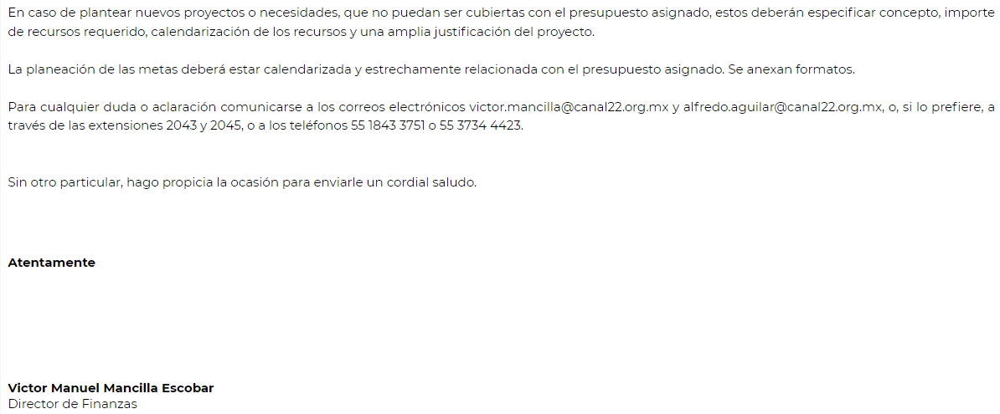 En caso de plantear nuevos proyectos o necesidades, que no puedan ser cubiertas con el presupuesto asignado, estos deberán especificar concepto, importe
de recursos requerido, calendarización de los recursos y una amplia justificación del proyecto.
La planeación de las metas deberá estar calendarizada y estrechamente relacionada con el presupuesto asignado. Se anexan formatos.
Para cualquier duda o aclaración comunicarse a los correos electrónicos victor.mancilla@canal22.org.mx y alfredo.aguilar@canal22.org.mx, o, si lo prefiere, a
través de las extensiones 2043 y 2045, o a los teléfonos 55 1843 3751 o 55 3734 4423.
Sin otro particular, hago propicia la ocasión para enviarle un cordial saludo.
Atentamente
Victor Manuel Mancilla Escobar
Director de Finanzas